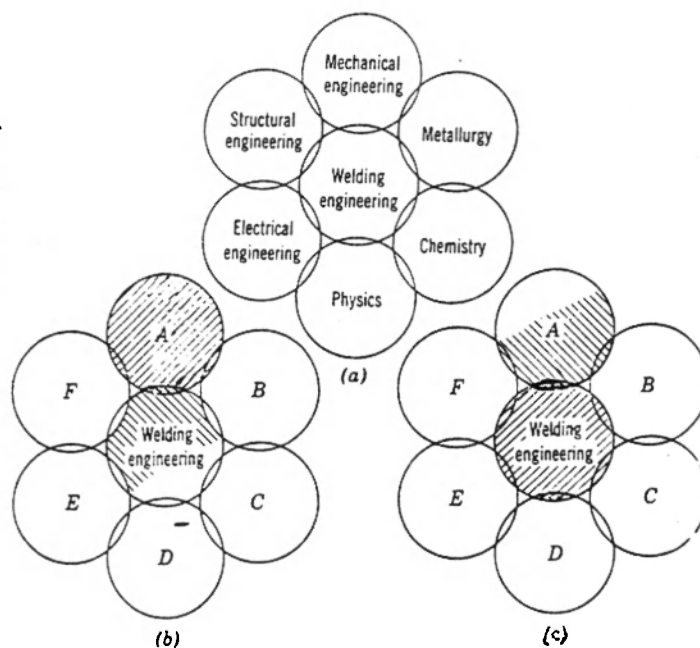 Mechanical
engineering
Structural
engineering
Metallurgy
Welding
engineering
Electrical
engineering
Chemistry
Physics
(a)
A
F
B
Welding
engineering
E
C
D
(b)
A
F
B
Welding
engineering
E
C
D
(c)